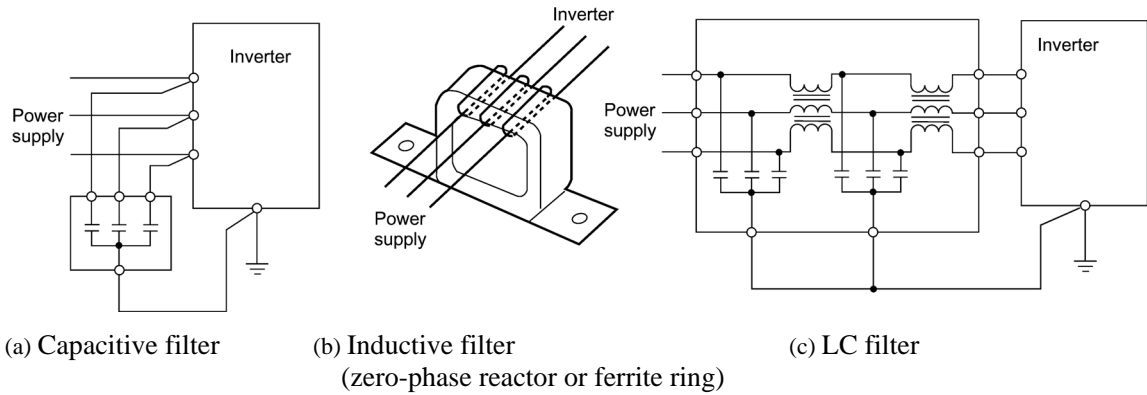 Inverter
Power
supply
(a) Capacitive filter
Inverter
Power
supply
(b) Inductive filter
(zero-phase reactor or ferrite ring)
Inverter
Power
supply
(c) LC filter